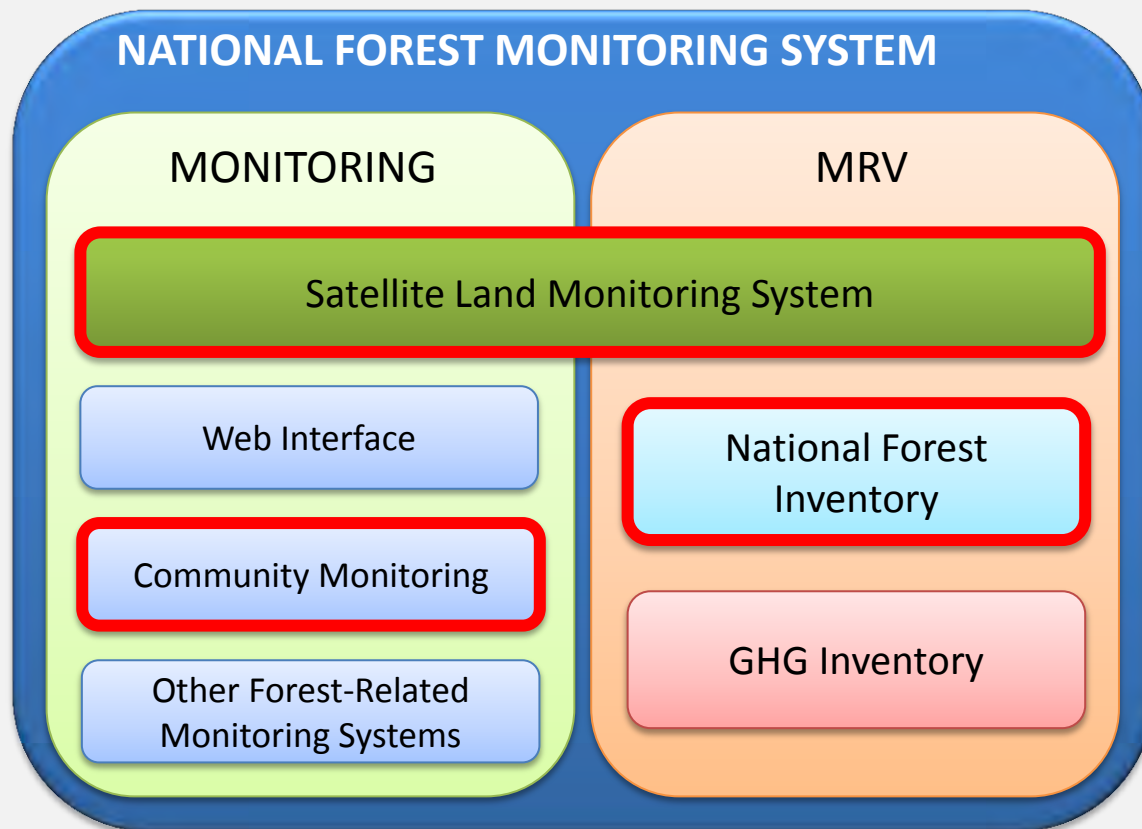 NATIONAL FOREST MONITORING SYSTEM
MONITORING
MRV
Satellite Land Monitoring System
Web Interface
Community Monitoring
Other Forest-Related
Monitoring Systems
National Forest
Inventory
GHG Inventory